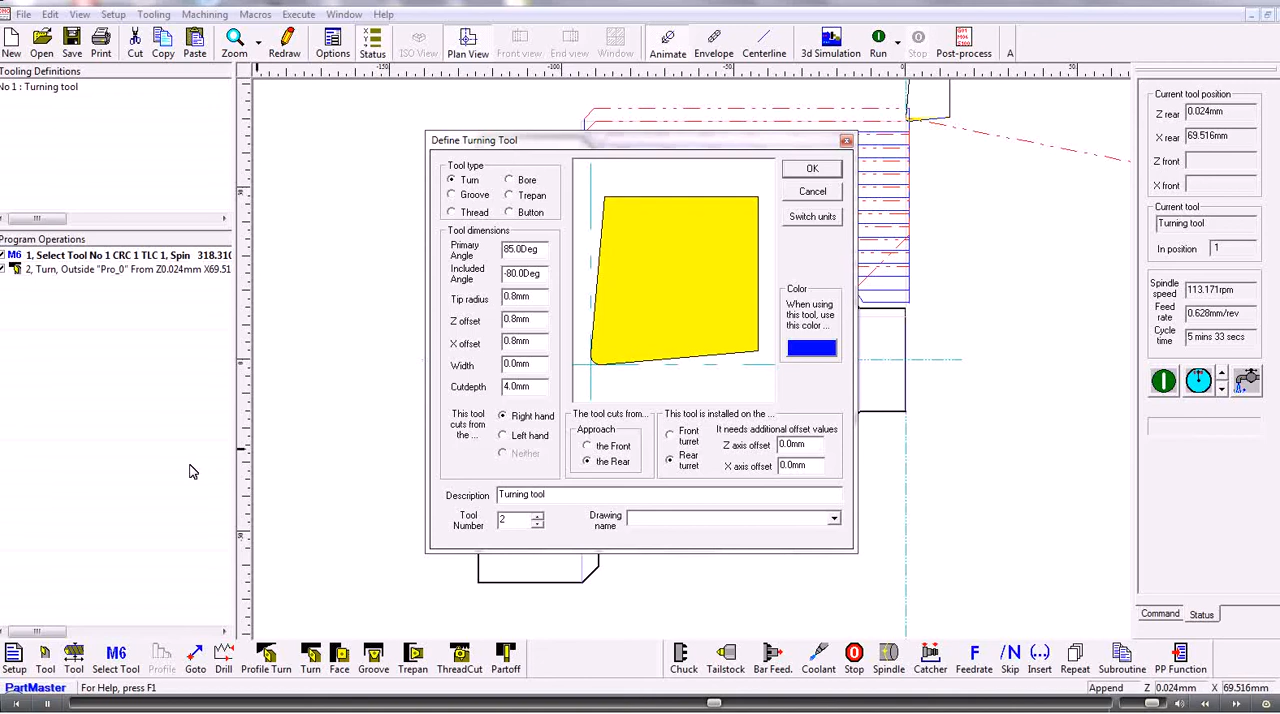 File Edit View Setup Tooling Machining Macros Execute Window Help
New Open Save Print Cut Copy Paste Zoom Redraw Options Status ISO View Plan View Front view End view Window Animate Envelope Centerline 3d Simulation Run Stop Post-process A
Tooling Definitions
No 1 : Turning tool
Program Operations
M6 1, Select Tool No 1 CRC 1 TLC 1, Spin 318.310
2, Turn, Outside "Pro_0" From Z0.024mm X69.51
-100
-50
0
50
Define Turning Tool
Tool type
Turn
Bore
Groove
Trepan
Thread
Button
Tool dimensions
Primary Angle 85.0Deg
Included Angle -80.0Deg
Tip radius 0.8mm
Z offset 0.8mm
X offset 0.8mm
Width 0.0mm
Cutdepth 4.0mm
This tool cuts from the ...
Right hand
Left hand
Neither
The tool cuts from...
Approach
the Front
the Rear
This tool is installed on the ...
Front turret
Rear turret
It needs additional offset values
Z axis offset 0.0mm
X axis offset 0.0mm
Description Turning tool
Tool Number 2
Drawing name
OK
Cancel
Switch units
Color
When using this tool, use this color ...
Current tool position
Z rear 0.024mm
X rear 69.516mm
Z front
X front
Current tool
Turning tool
In position 1
Spindle speed 113.171rpm
Feed rate 0.628mm/rev
Cycle time 5 mins 33 secs
Command Status
Setup Tool Tool Select Tool Profile Goto Drill Profile Turn Turn Face Groove Trepan ThreadCut Partoff Chuck Tailstock Bar Feed. Coolant Stop Spindle Catcher Feedrate Skip Insert Repeat Subroutine PP Function
PartMaster For Help, press F1 Append Z 0.024mm X 69.516mm